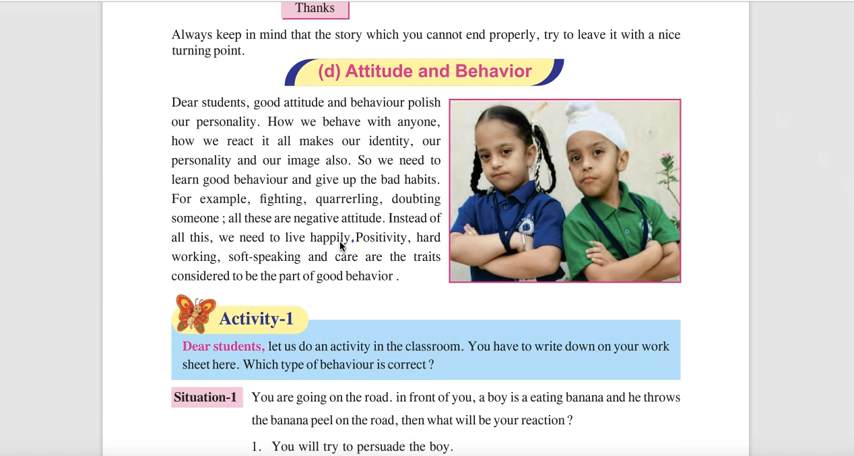 Thanks
Always keep in mind that the story which you cannot end properly, try to leave it with a nice
turning point.
(d) Attitude and Behavior
Dear students, good attitude and behaviour polish
our personality. How we behave with anyone,
how we react it all makes our identity, our
personality and our image also. So we need to
learn good behaviour and give up the bad habits.
For example, fighting, quarrerling, doubting
someone ; all these are negative attitude. Instead of
all this, we need to live happily. Positivity, hard
working, soft-speaking and care are the traits
considered to be the part of good behavior .
Activity-1
Dear students, let us do an activity in the classroom. You have to write down on your work
sheet here. Which type of behaviour is correct ?
Situation-1 You are going on the road. in front of you, a boy is a eating banana and he throws
the banana peel on the road, then what will be your reaction ?
1. You will try to persuade the boy.